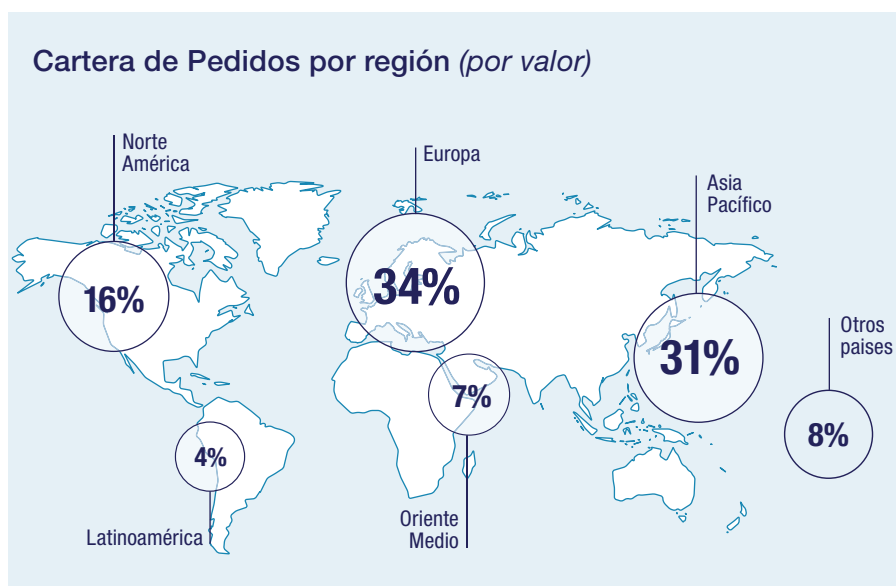 Cartera de Pedidos por región (por valor)
Norte
América
16%
Europa
34%
Asia
Pacífico
31%
Otros
paises
8%
7%
Oriente
Medio
4%
Latinoamérica